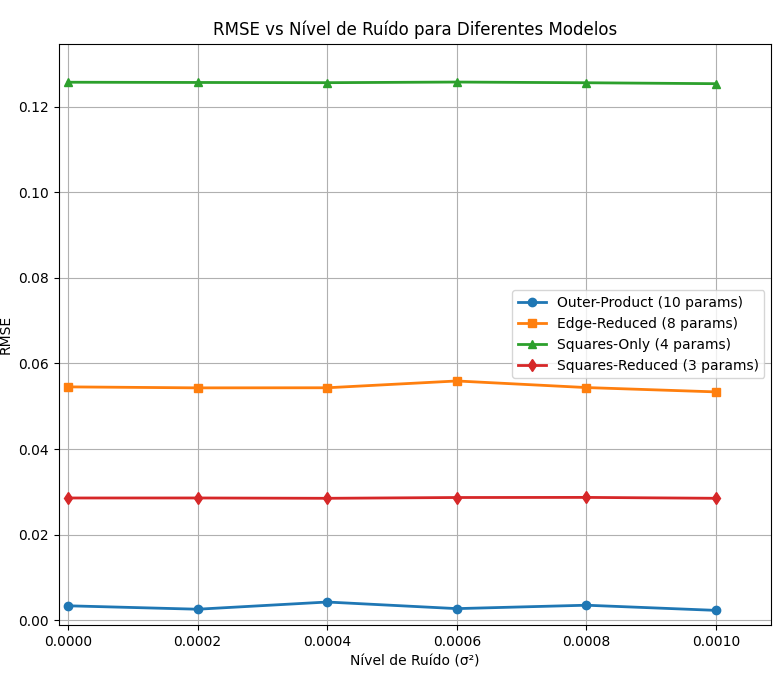 RMSE vs Nível de Ruído para Diferentes Modelos
0.12
0.10
0.08
0.06
0.04
0.02
0.00
RMSE
Outer-Product (10 params)
Edge-Reduced (8 params)
Squares-Only (4 params)
Squares-Reduced (3 params)
0.0000 0.0002 0.0004 0.0006 0.0008 0.0010
Nível de Ruído (σ²)